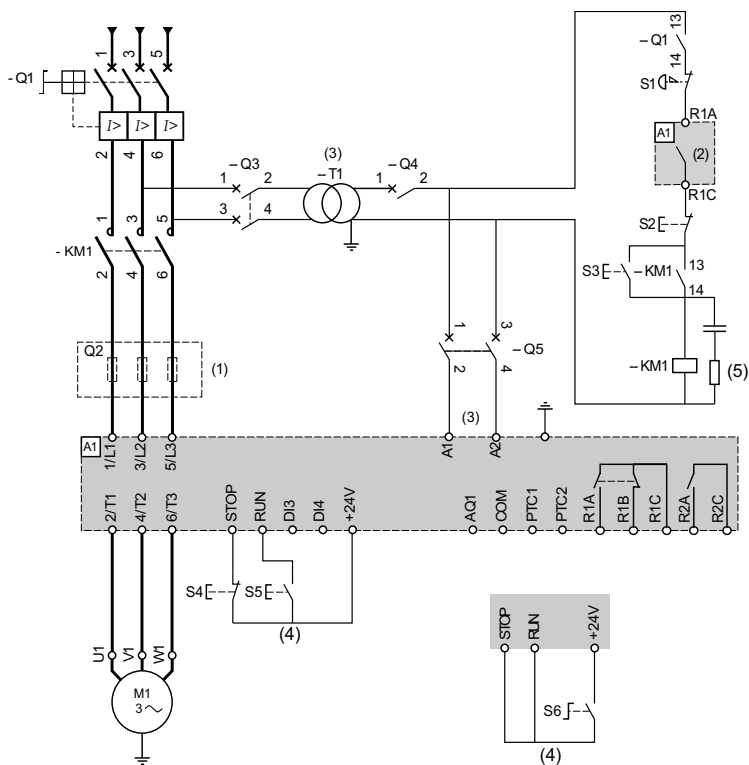 1
3
5
- Q1
I>
I>
I>
2
4
6
1
3
5
- KM1
2
4
6
Q2
(1)
1
– Q3
2
3
4
(3)
– T1
1
– Q4
2
1
3
– Q5
2
4
(3)
13
– Q1
14
S1
R1A
A1
(2)
R1C
S2
S3
– KM1
13
14
– KM1
(5)
A1
1/L1
3/L2
5/L3
A1
A2
2/T1
4/T2
6/T3
STOP
RUN
DI3
DI4
+24V
AQ1
COM
PTC1
PTC2
R1A
R1B
R1C
R2A
R2C
S4
S5
(4)
U1
V1
W1
M1
3
STOP
RUN
+24V
S6
(4)